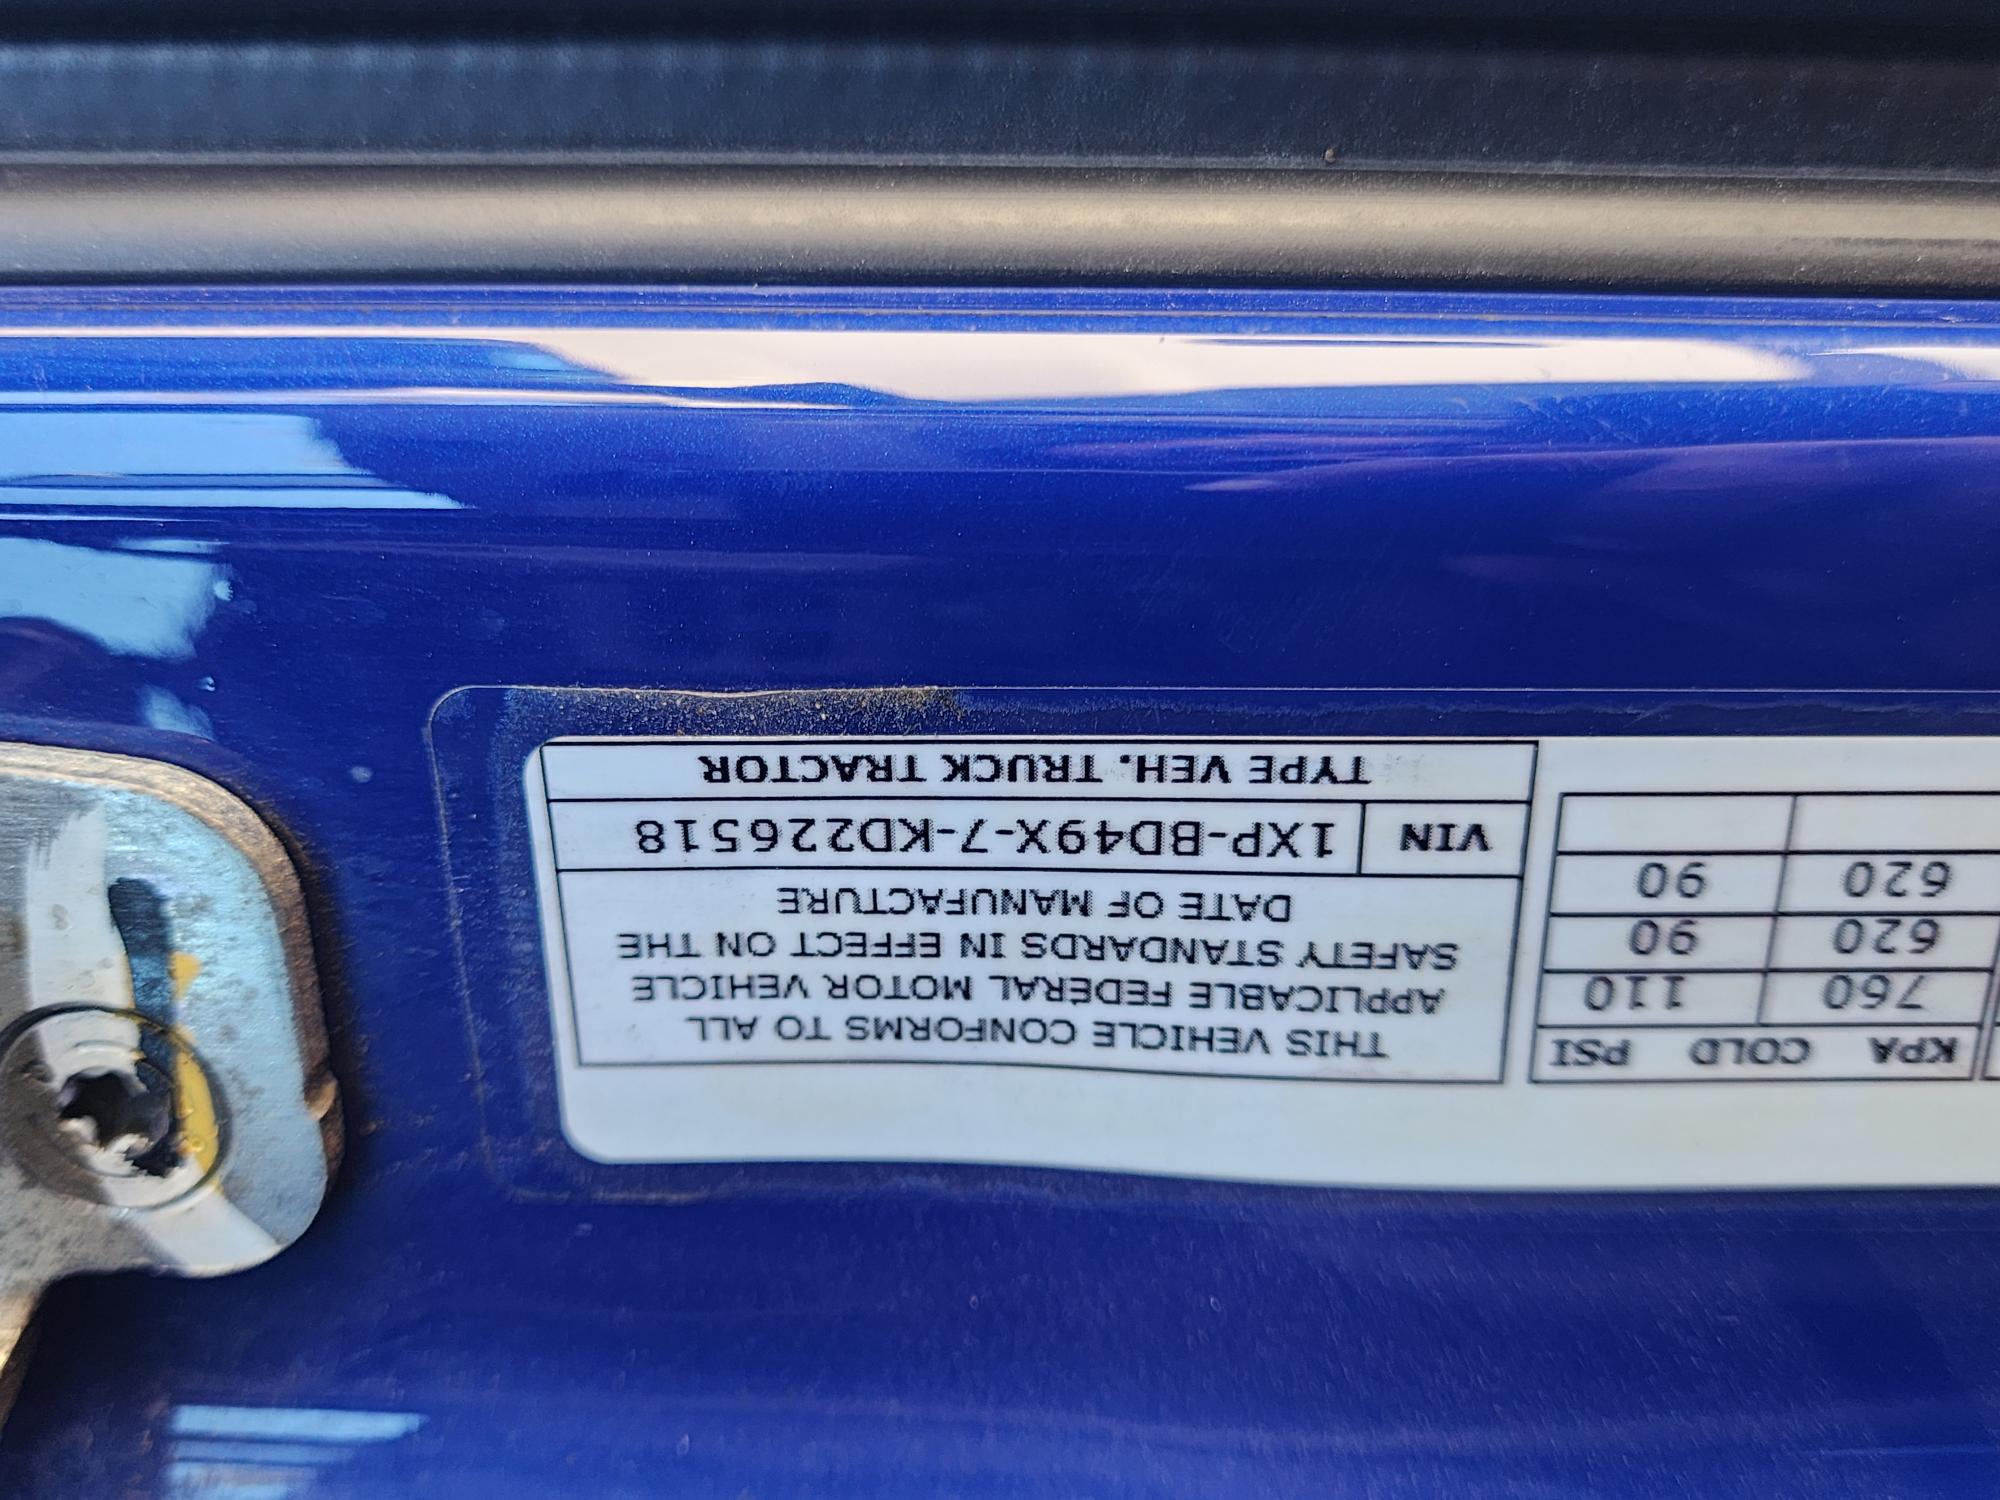 KPA COLD PSI
760 110
620 90
620 90
THIS VEHICLE CONFORMS TO ALL
APPLICABLE FEDERAL MOTOR VEHICLE
SAFETY STANDARDS IN EFFECT ON THE
DATE OF MANUFACTURE
VIN 1XP-BD49X-7-KD226518
TYPE VEH. TRUCK TRACTOR